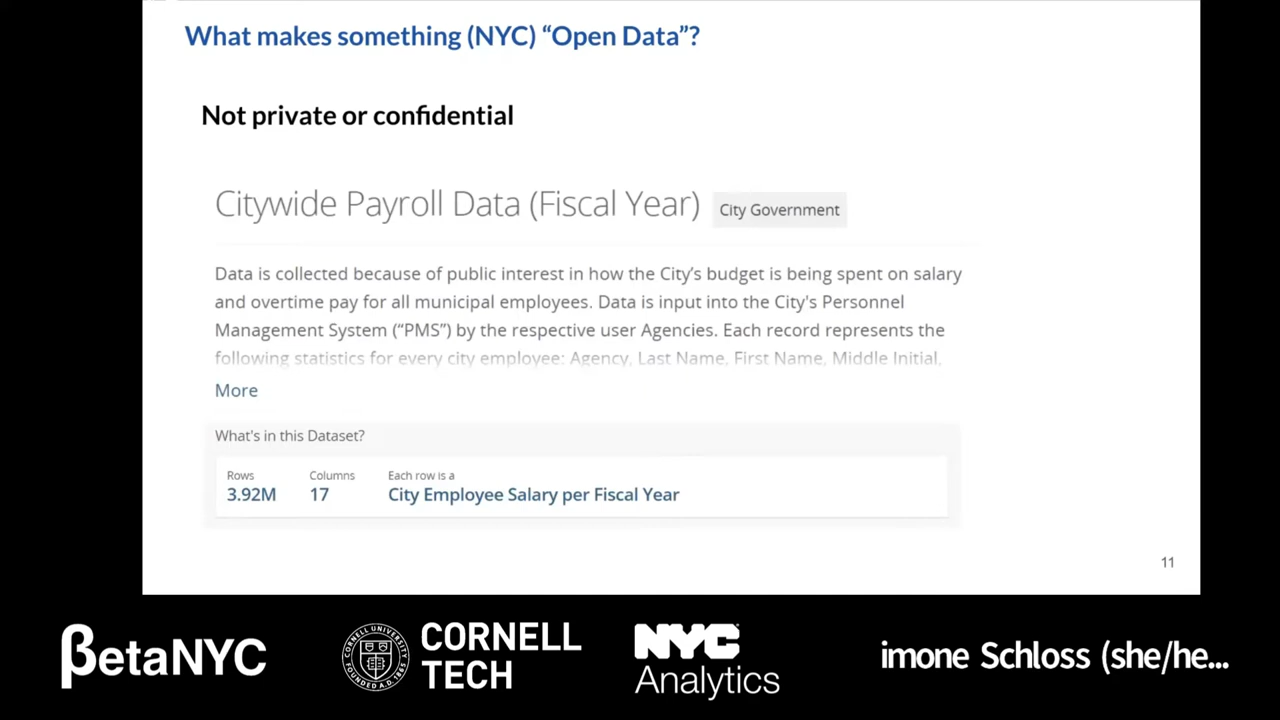 What makes something (NYC) “Open Data”?
Not private or confidential
Citywide Payroll Data (Fiscal Year)
City Government
Data is collected because of public interest in how the City’s budget is being spent on salary
and overtime pay for all municipal employees. Data is input into the City's Personnel
Management System (“PMS”) by the respective user Agencies. Each record represents the
following statistics for every city employee: Agency, Last Name, First Name, Middle Initial,
More
What's in this Dataset?
Rows
Columns
Each row is a
3.92M
17
City Employee Salary per Fiscal Year
11
βetaNYC
CORNELL UNIVERSITY
FOUNDED A.D. 1865
CORNELL
TECH
NYC
Analytics
imone Schloss (she/he...